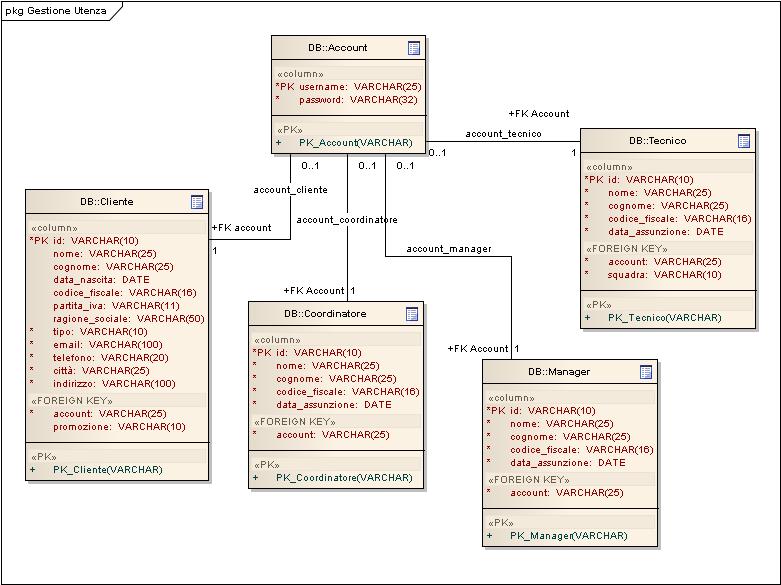 pkg Gestione Utenza
DB::Account
«column»
*PK username: VARCHAR(25)
* password: VARCHAR(32)
«PK»
+ PK_Account(VARCHAR)
+FK Account
account_tecnico
0..1
1
0..1
0..1
0..1
account_cliente
account_coordinatore
account_manager
+FK account
1
+FK Account
1
+FK Account
1
DB::Tecnico
«column»
*PK id: VARCHAR(10)
* nome: VARCHAR(25)
* cognome: VARCHAR(25)
* codice_fiscale: VARCHAR(16)
* data_assunzione: DATE
«FOREIGN KEY»
* account: VARCHAR(25)
* squadra: VARCHAR(10)
«PK»
+ PK_Tecnico(VARCHAR)
DB::Cliente
«column»
*PK id: VARCHAR(10)
nome: VARCHAR(25)
cognome: VARCHAR(25)
data_nascita: DATE
codice_fiscale: VARCHAR(16)
partita_iva: VARCHAR(11)
ragione_sociale: VARCHAR(50)
* tipo: VARCHAR(10)
* email: VARCHAR(100)
* telefono: VARCHAR(20)
* città: VARCHAR(25)
* indirizzo: VARCHAR(100)
«FOREIGN KEY»
* account: VARCHAR(25)
promozione: VARCHAR(10)
«PK»
+ PK_Cliente(VARCHAR)
DB::Coordinatore
«column»
*PK id: VARCHAR(10)
* nome: VARCHAR(25)
* cognome: VARCHAR(25)
* codice_fiscale: VARCHAR(16)
* data_assunzione: DATE
«FOREIGN KEY»
* account: VARCHAR(25)
«PK»
+ PK_Coordinatore(VARCHAR)
DB::Manager
«column»
*PK id: VARCHAR(10)
* nome: VARCHAR(25)
* cognome: VARCHAR(25)
* codice_fiscale: VARCHAR(16)
* data_assunzione: DATE
«FOREIGN KEY»
* account: VARCHAR(25)
«PK»
+ PK_Manager(VARCHAR)